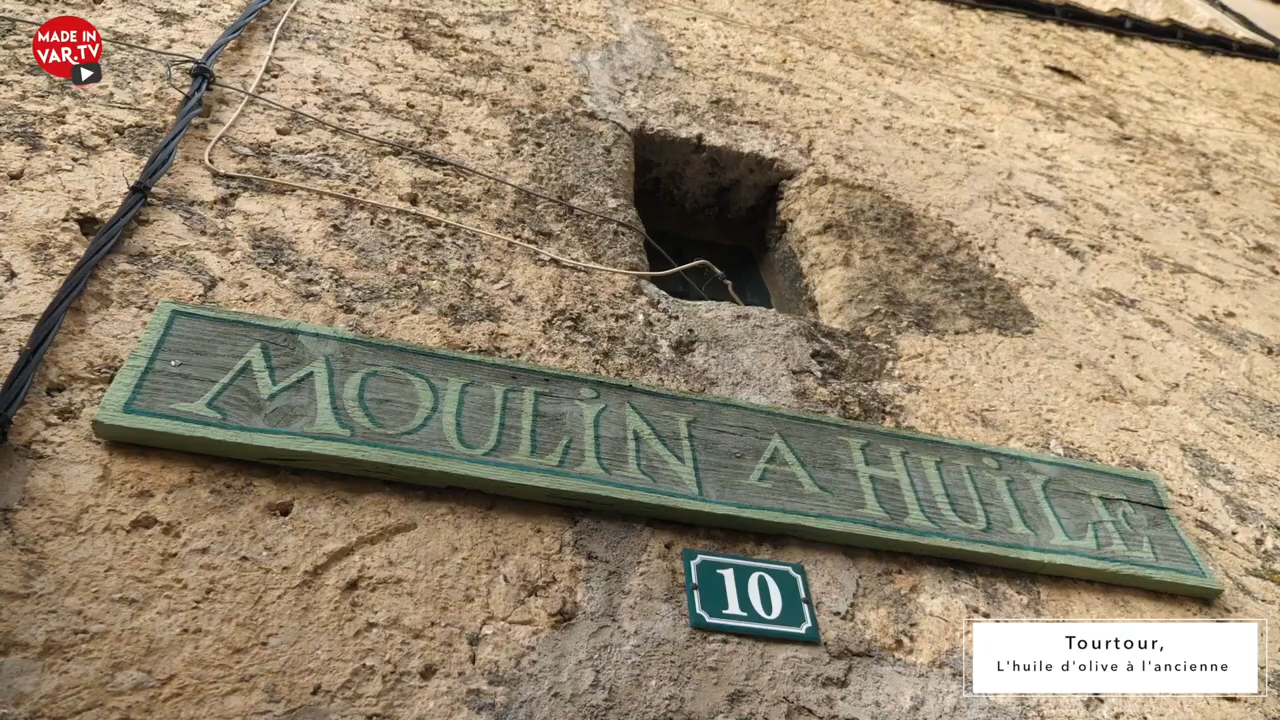 MADE IN
VAR.TV
MOULiN A HUiLE
10
Tourtour,
L'huile d'olive à l'ancienne